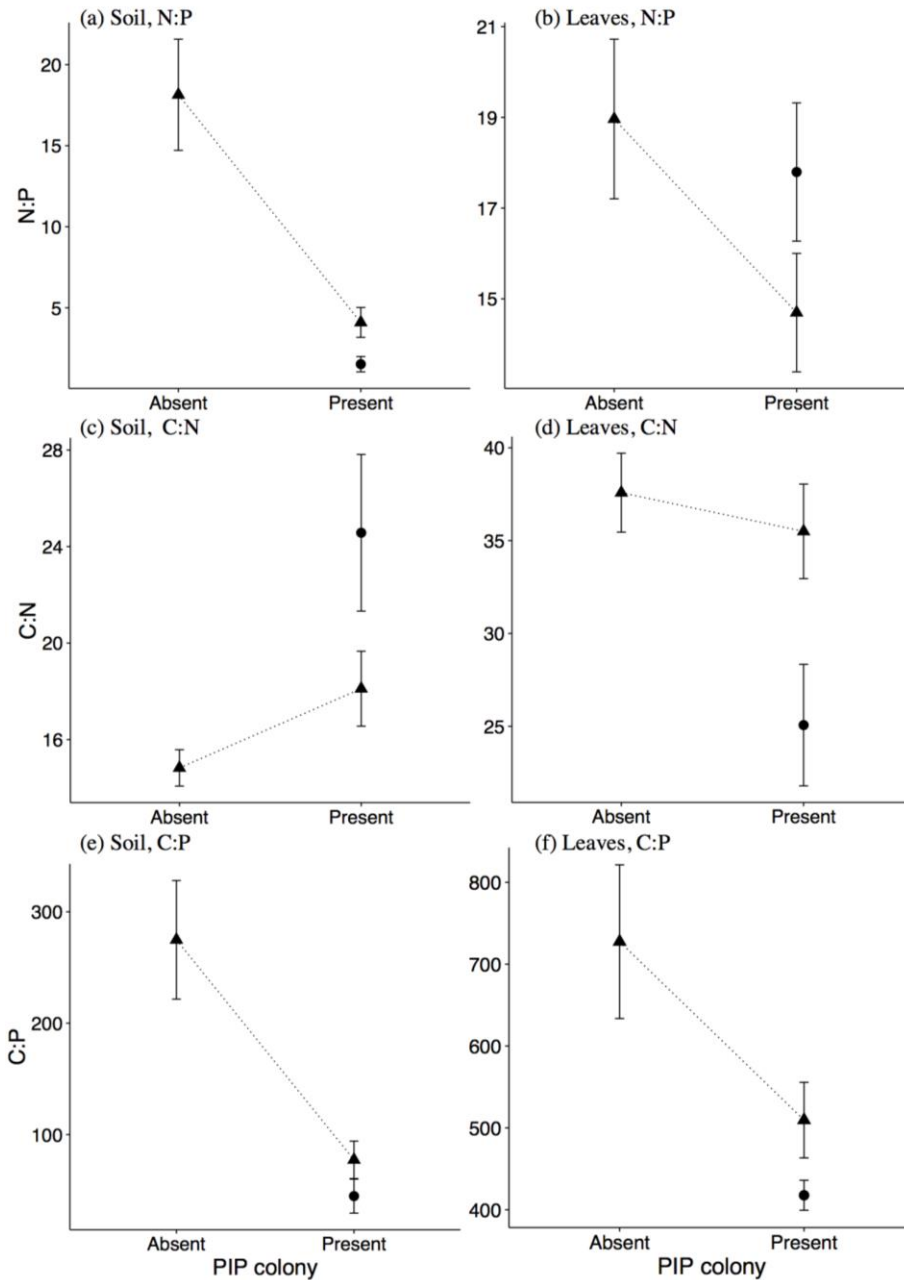 (a) Soil, N:P
20
15
10
5
N:P
Absent Present
(b) Leaves, N:P
21
19
17
15
Absent Present
(c) Soil, C:N
28
24
20
16
C:N
Absent Present
(d) Leaves, C:N
40
35
30
25
Absent Present
(e) Soil, C:P
300
200
100
C:P
Absent Present
PIP colony
(f) Leaves, C:P
800
700
600
500
400
Absent Present
PIP colony